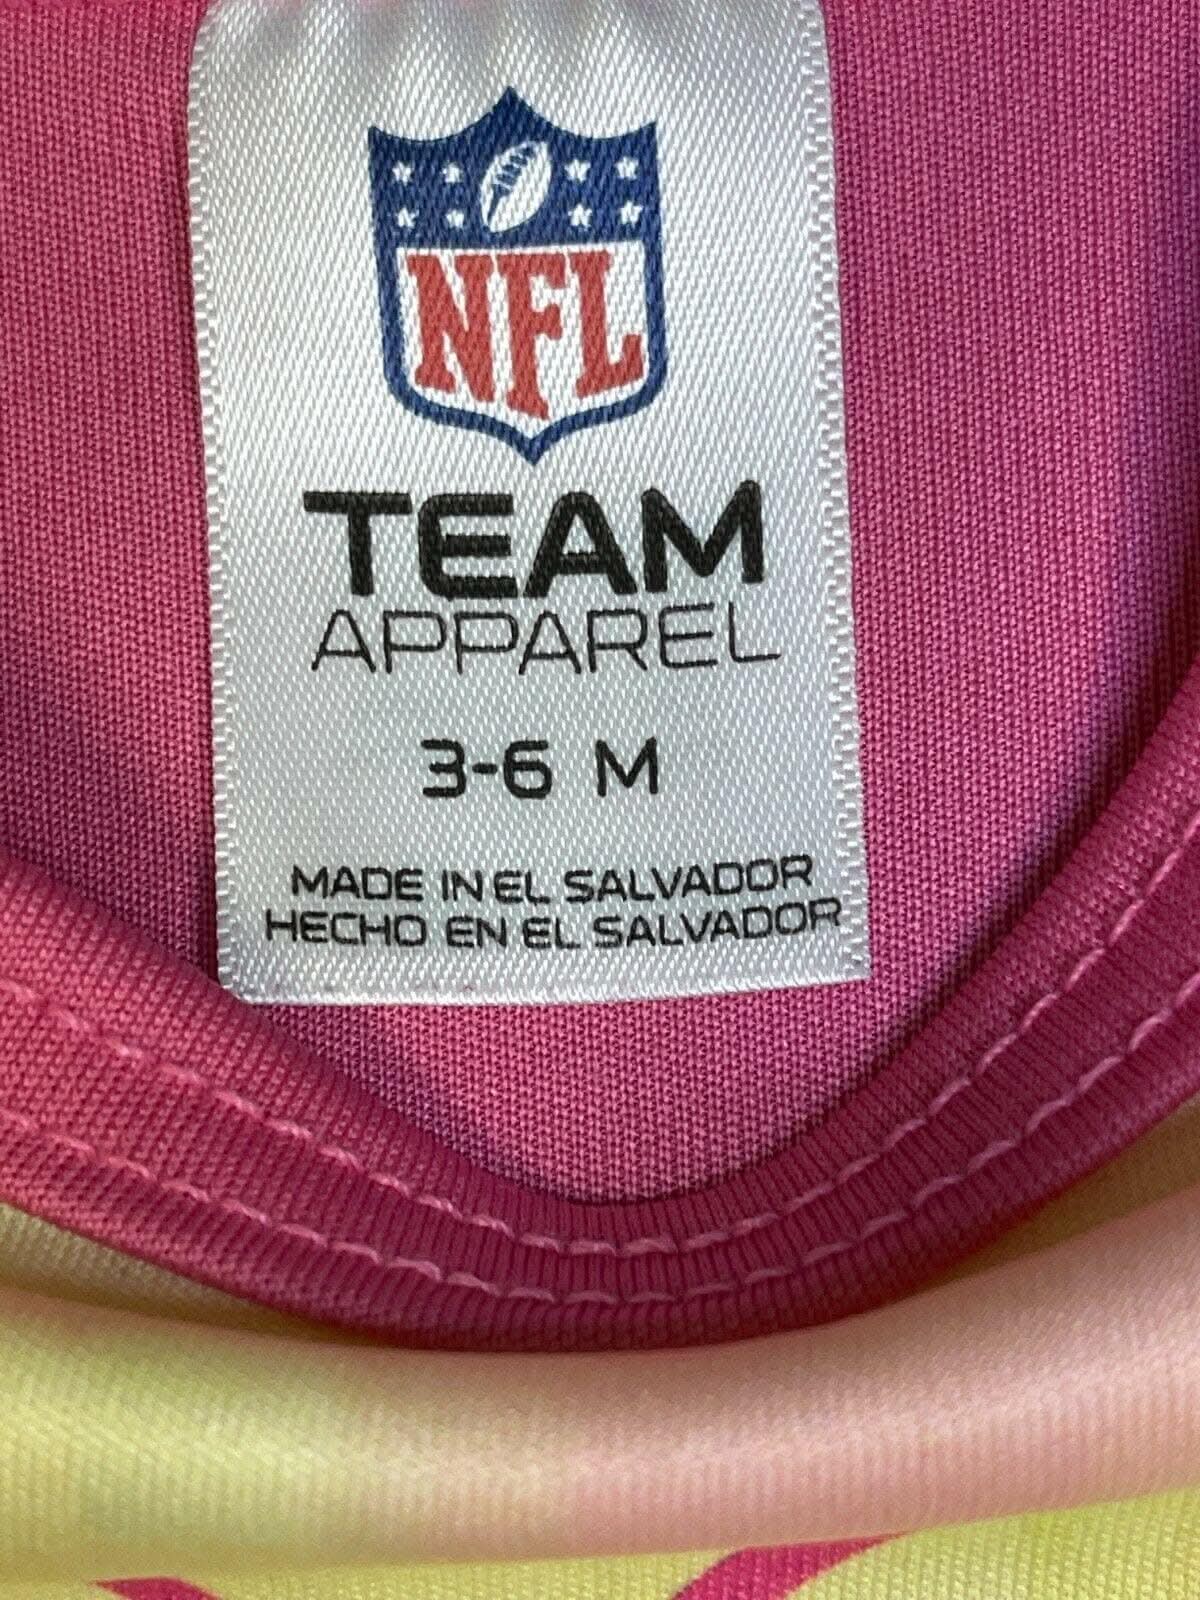 NFL
TEAM
APPAREL
3-6 M
MADE IN EL SALVADOR
HECHO EN EL SALVADOR